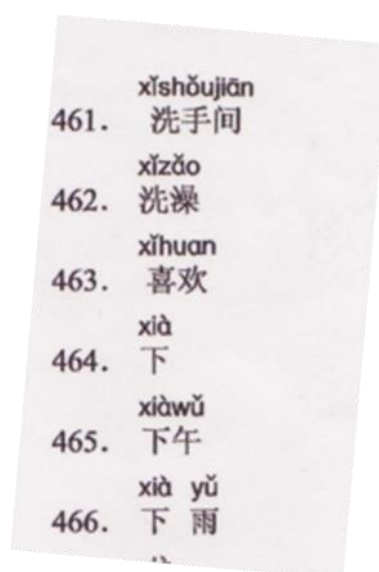 xǐshǒujiān
461. 洗手间
xǐzǎo
462. 洗澡
xǐhuan
463. 喜欢
xià
464. 下
xiàwǔ
465. 下午
xià yǔ
466. 下 雨